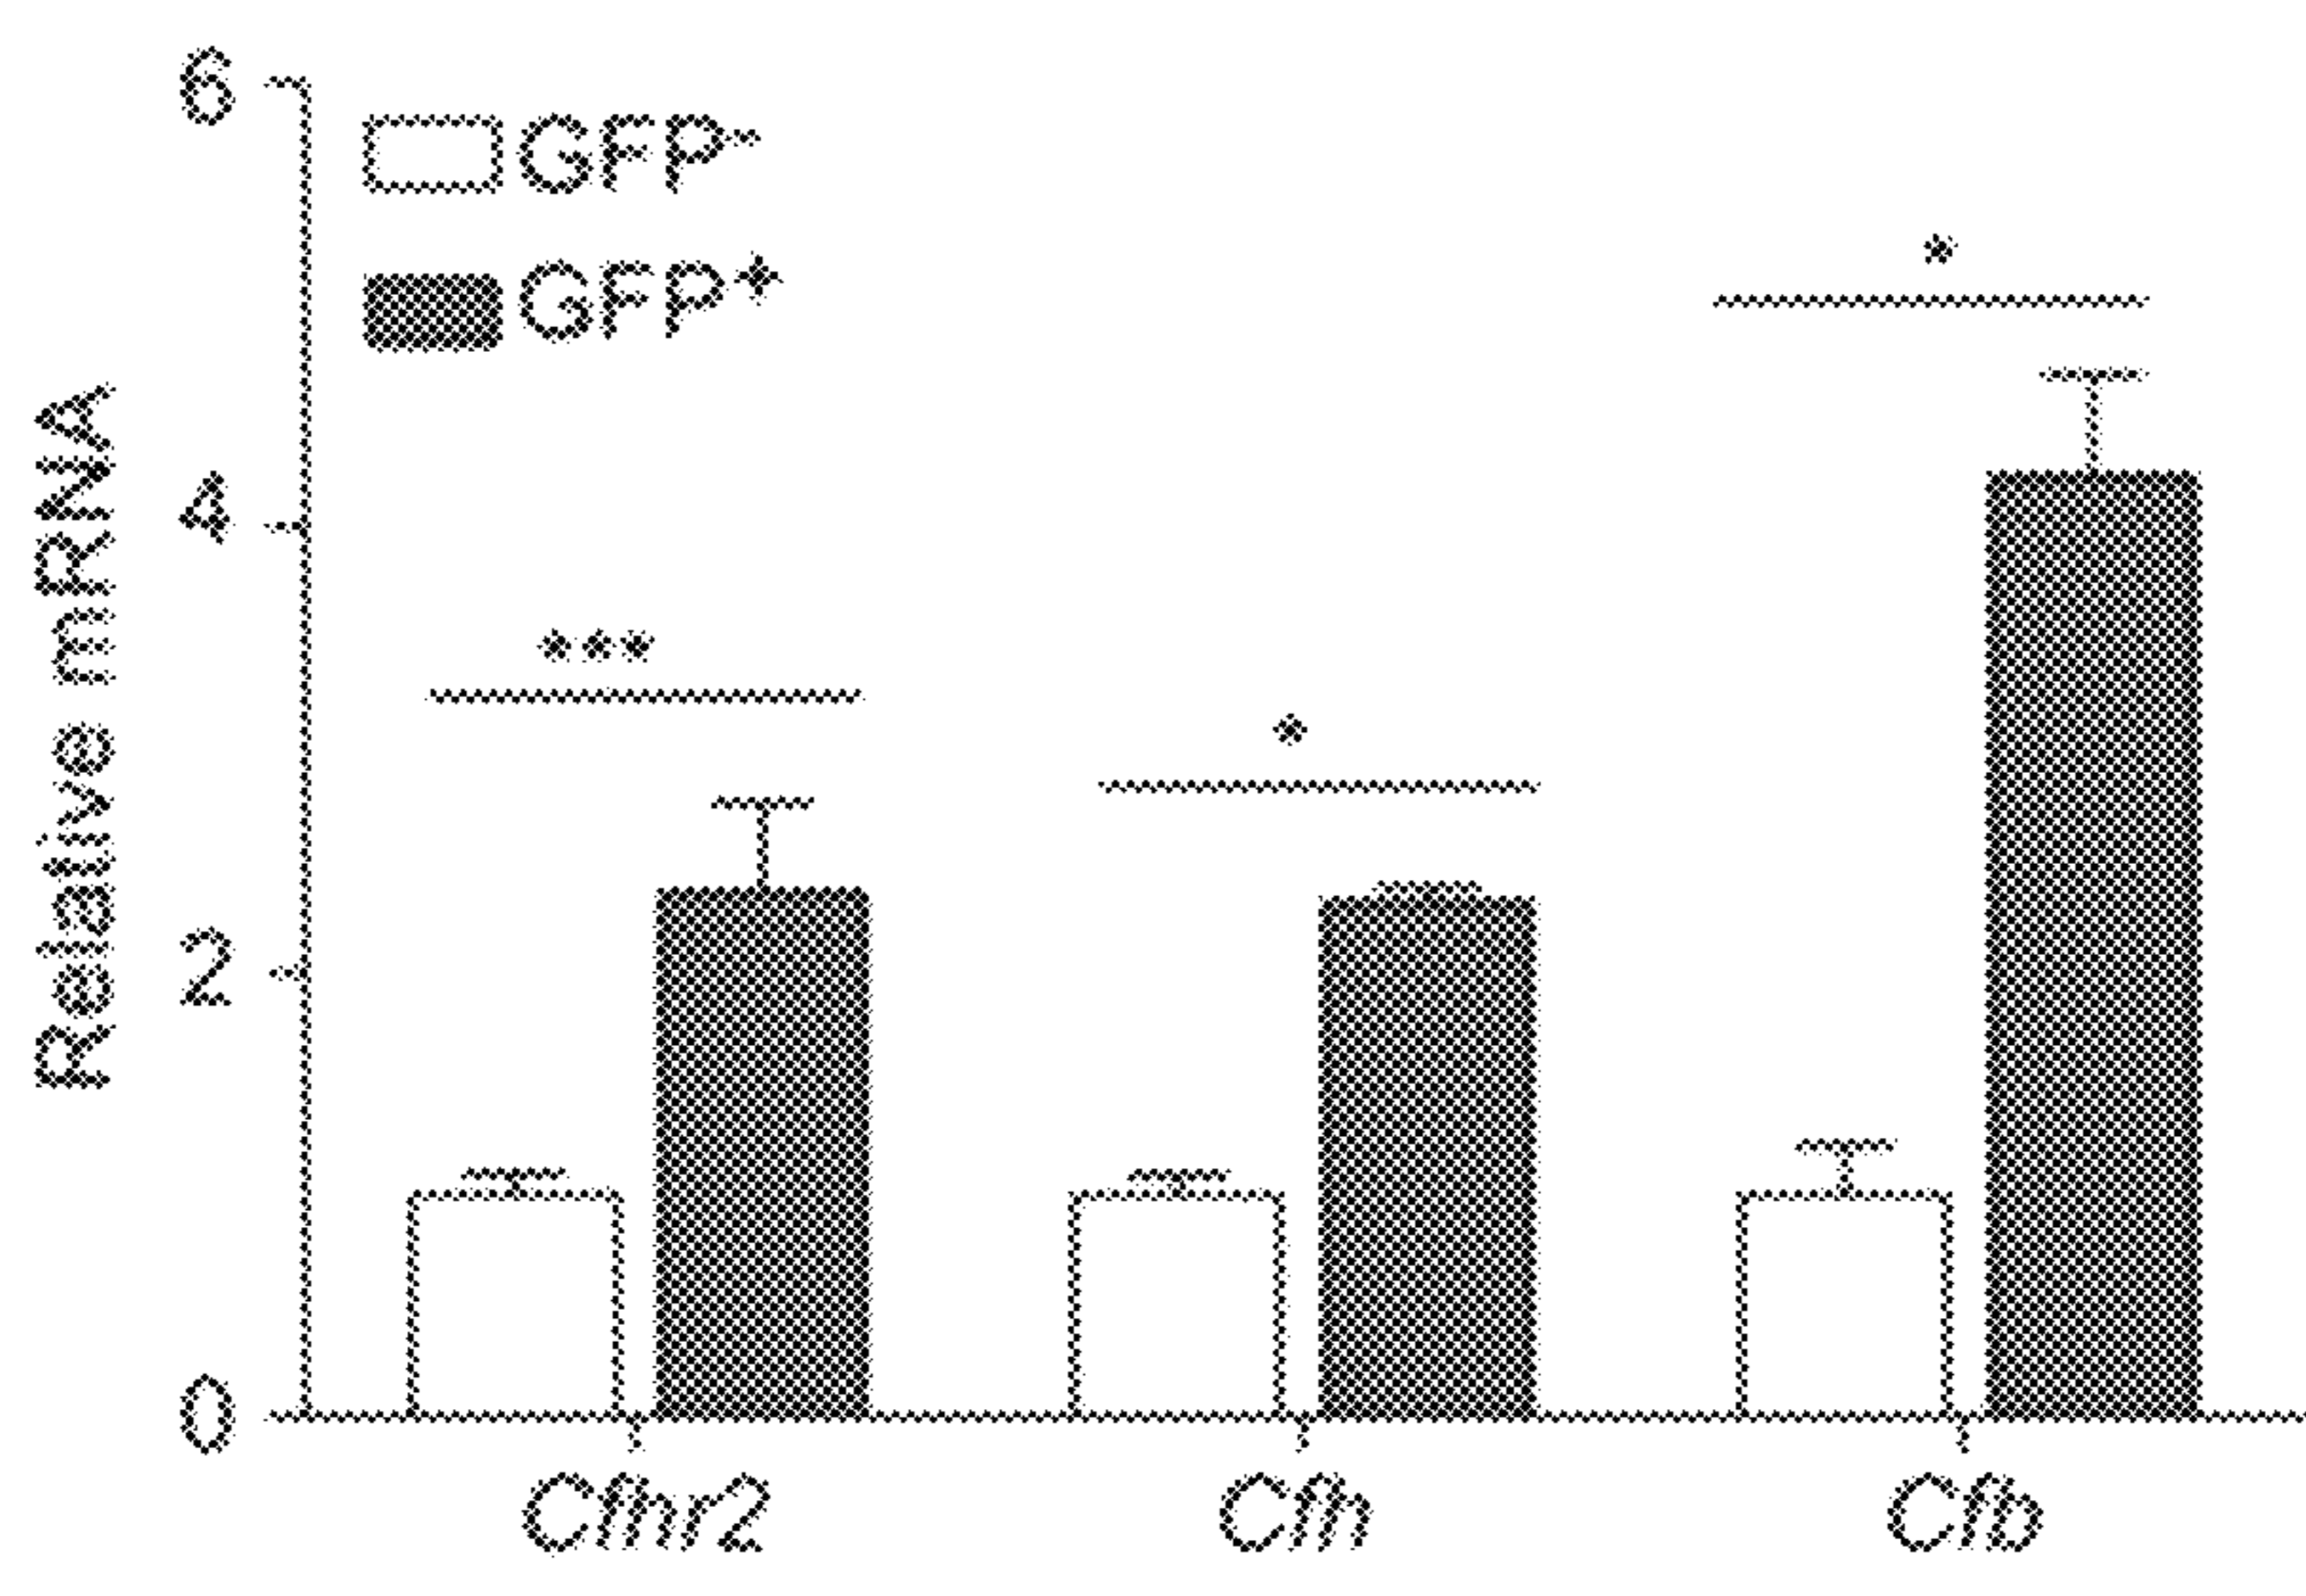 6
GFP⁻
GFP⁺
*
4
Relative mRNA
***
*
2
0
Cfhr2 Cfh Cfb